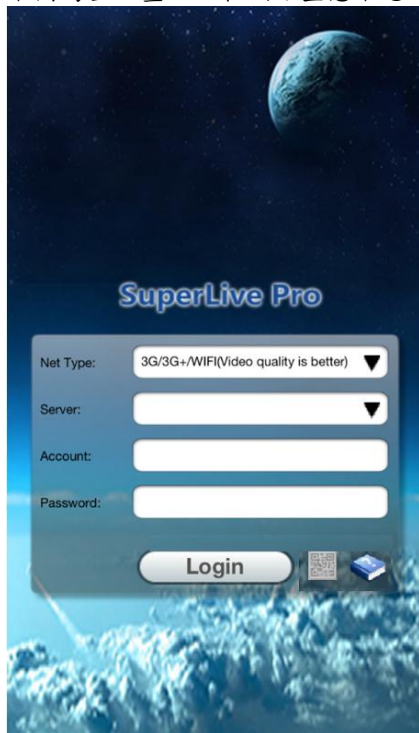 SuperLive Pro
Net Type: 3G/3G+/WIFI(Video quality is better)
Server:
Account:
Password:
Login